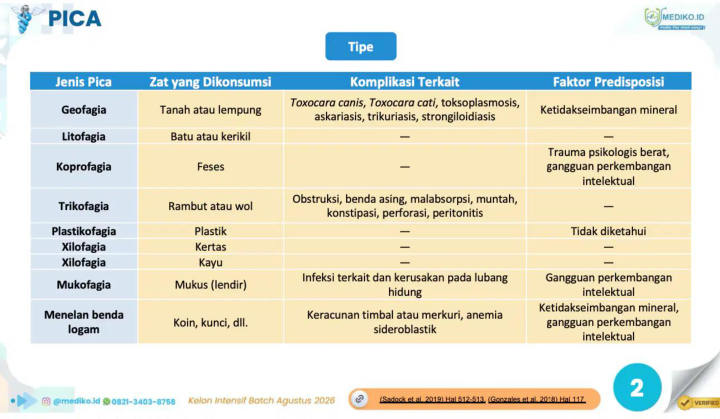 PICA
MEDIKO.ID
Tipe
Jenis Pica Zat yang Dikonsumsi Komplikasi Terkait Faktor Predisposisi
Geofagia Tanah atau lempung Toxocara canis, Toxocara cati, toksoplasmosis, askariasis, trikuriasis, strongiloidiasis Ketidakseimbangan mineral
Litofagia Batu atau kerikil — —
Koprofagia Feses — Trauma psikologis berat, gangguan perkembangan intelektual
Trikofagia Rambut atau wol Obstruksi, benda asing, malabsorpsi, muntah, konstipasi, perforasi, peritonitis —
Plastikofagia Plastik — Tidak diketahui
Xilofagia Kertas — —
Xilofagia Kayu — —
Mukofagia Mukus (lendir) Infeksi terkait dan kerusakan pada lubang hidung Gangguan perkembangan intelektual
Menelan benda logam Koin, kunci, dll. Keracunan timbal atau merkuri, anemia sideroblastik Ketidakseimbangan mineral, gangguan perkembangan intelektual
@mediko.id 0821-3403-8758 Kelon Intensif Batch Agustus 2026 (Sadock et al, 2019) Hal 512-513, (Gonzales et al, 2018) Hal 117
2
VERIFIED